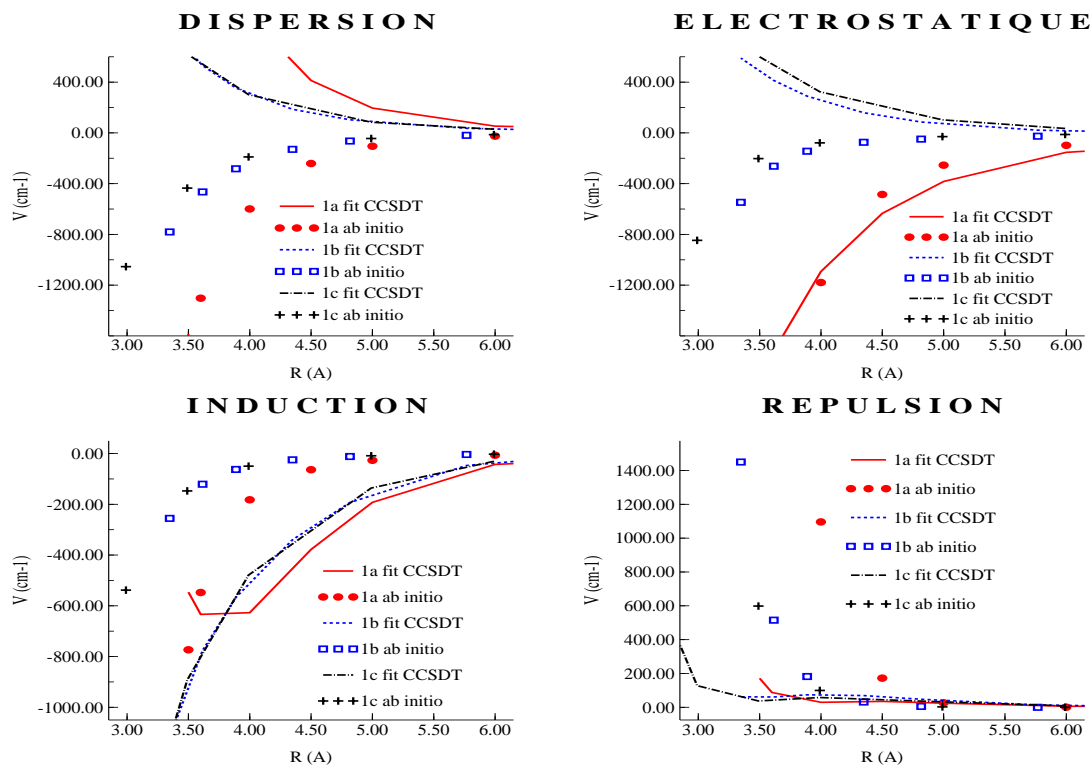 DISPERSION
400.00
0.00
-400.00
-800.00
-1200.00
V (cm-1)
1a fit CCSDT
1a ab initio
1b fit CCSDT
1b ab initio
1c fit CCSDT
1c ab initio
3.00 3.50 4.00 4.50 5.00 5.50 6.00
R (A)
ELECTROSTATIQUE
400.00
0.00
-400.00
-800.00
-1200.00
V (cm-1)
1a fit CCSDT
1a ab initio
1b fit CCSDT
1b ab initio
1c fit CCSDT
1c ab initio
3.00 3.50 4.00 4.50 5.00 5.50 6.00
R (A)
INDUCTION
0.00
-200.00
-400.00
-600.00
-800.00
-1000.00
V (cm-1)
1a fit CCSDT
1a ab initio
1b fit CCSDT
1b ab initio
1c fit CCSDT
1c ab initio
3.00 3.50 4.00 4.50 5.00 5.50 6.00
R (A)
REPULSION
1400.00
1200.00
1000.00
800.00
600.00
400.00
200.00
0.00
V (cm-1)
1a fit CCSDT
1a ab initio
1b fit CCSDT
1b ab initio
1c fit CCSDT
1c ab initio
3.00 3.50 4.00 4.50 5.00 5.50 6.00
R (A)